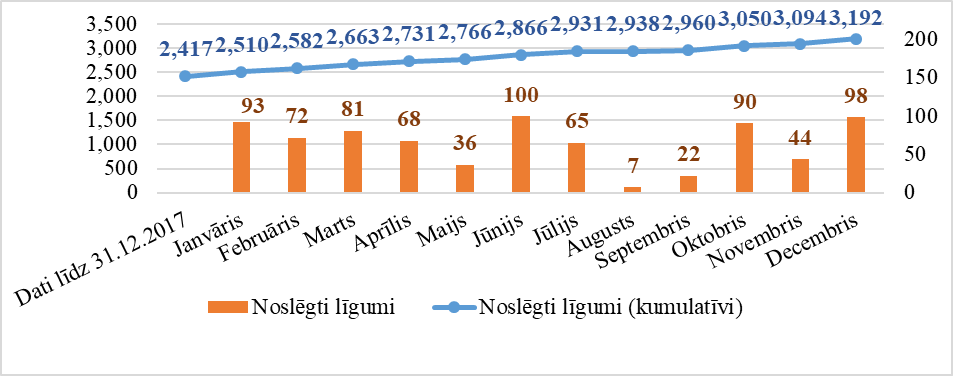 3,500
3,000
2,500
2,000
1,500
1,000
500
0
2,417 2,510 2,582 2,663 2,731 2,766 2,866 2,931 2,938 2,960 3,050 3,094 3,192
200
150
100
50
0
93 72 81 68 36 100 65 7 22 90 44 98
Dati līdz 31.12.2017
Janvāris
Februāris
Marts
Aprīlis
Maijs
Jūnijs
Jūlijs
Augusts
Septembris
Oktobris
Novembris
Decembris
Noslēgti līgumi
Noslēgti līgumi (kumulatīvi)